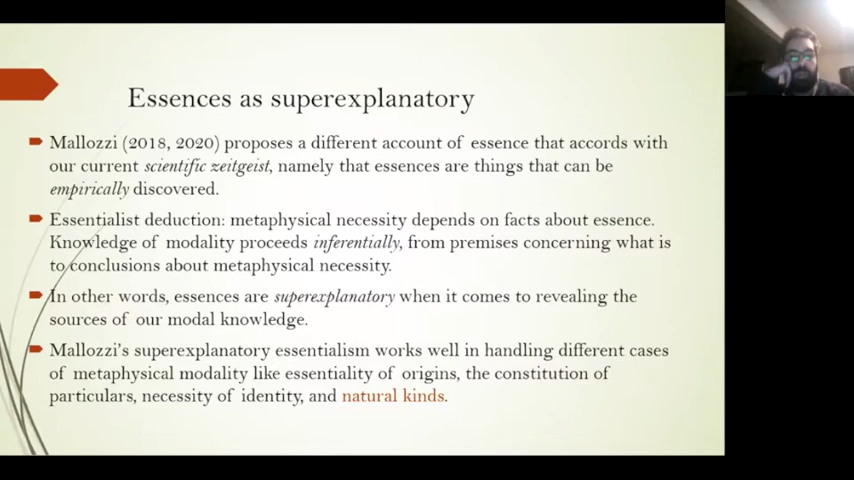 Essences as superexplanatory
Mallozzi (2018, 2020) proposes a different account of essence that accords with
our current scientific zeitgeist, namely that essences are things that can be
empirically discovered.
Essentialist deduction: metaphysical necessity depends on facts about essence.
Knowledge of modality proceeds inferentially, from premises concerning what is
to conclusions about metaphysical necessity.
In other words, essences are superexplanatory when it comes to revealing the
sources of our modal knowledge.
Mallozzi's superexplanatory essentialism works well in handling different cases
of metaphysical modality like essentiality of origins, the constitution of
particulars, necessity of identity, and natural kinds.